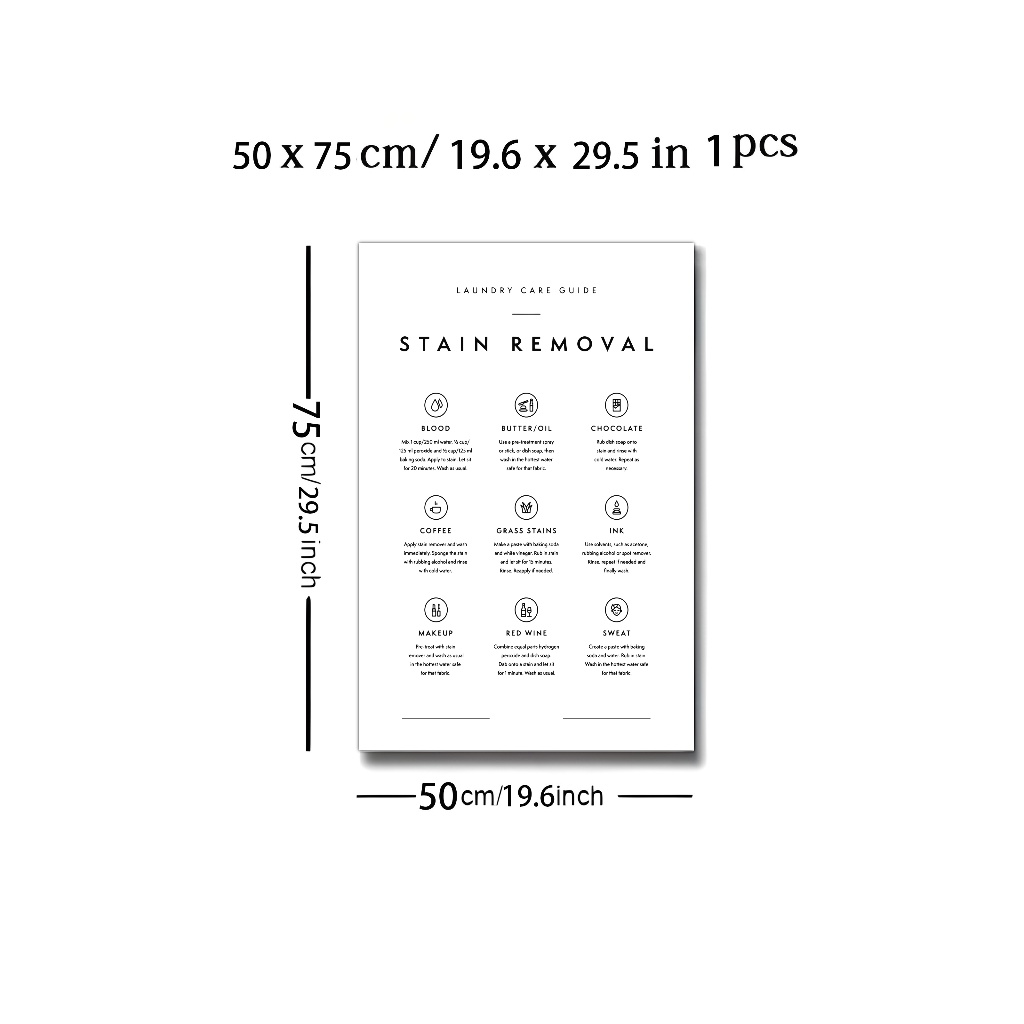 50 x 75 cm/ 19.6 x 29.5 in 1 pcs
75cm/29.5 inch
LAUNDRY CARE GUIDE
STAIN REMOVAL
BLOOD
Mix 1 cup/250 ml water, ½ cup/
125 ml peroxide and ½ cup/125 ml
baking soda. Apply to stain. Let sit
for 20 minutes. Wash as usual.
BUTTER/OIL
Use a pre-treatment spray
or stick, or dish soap, then
wash in the hottest water
safe for that fabric.
CHOCOLATE
Rub dish soap onto
stain and rinse with
cold water. Repeat as
necessary.
COFFEE
Apply stain remover and wash
immediately. Sponge the stain
with rubbing alcohol and rinse
with cold water.
GRASS STAINS
Make a paste with baking soda
and white vinegar. Rub in stain
and let sit for 15 minutes.
Rinse. Reapply if needed.
INK
Use solvents, such as acetone,
rubbing alcohol or spot remover.
Rinse, repeat if needed and
finally wash.
MAKEUP
Pre-treat with stain
remover and wash as usual
in the hottest water safe
for that fabric.
RED WINE
Combine equal parts hydrogen
peroxide and dish soap.
Dab onto a stain and let sit
for 1 minute. Wash as usual.
SWEAT
Create a paste with baking
soda and water. Rub in stain.
Wash in the hottest water safe
for that fabric.
50cm/19.6inch